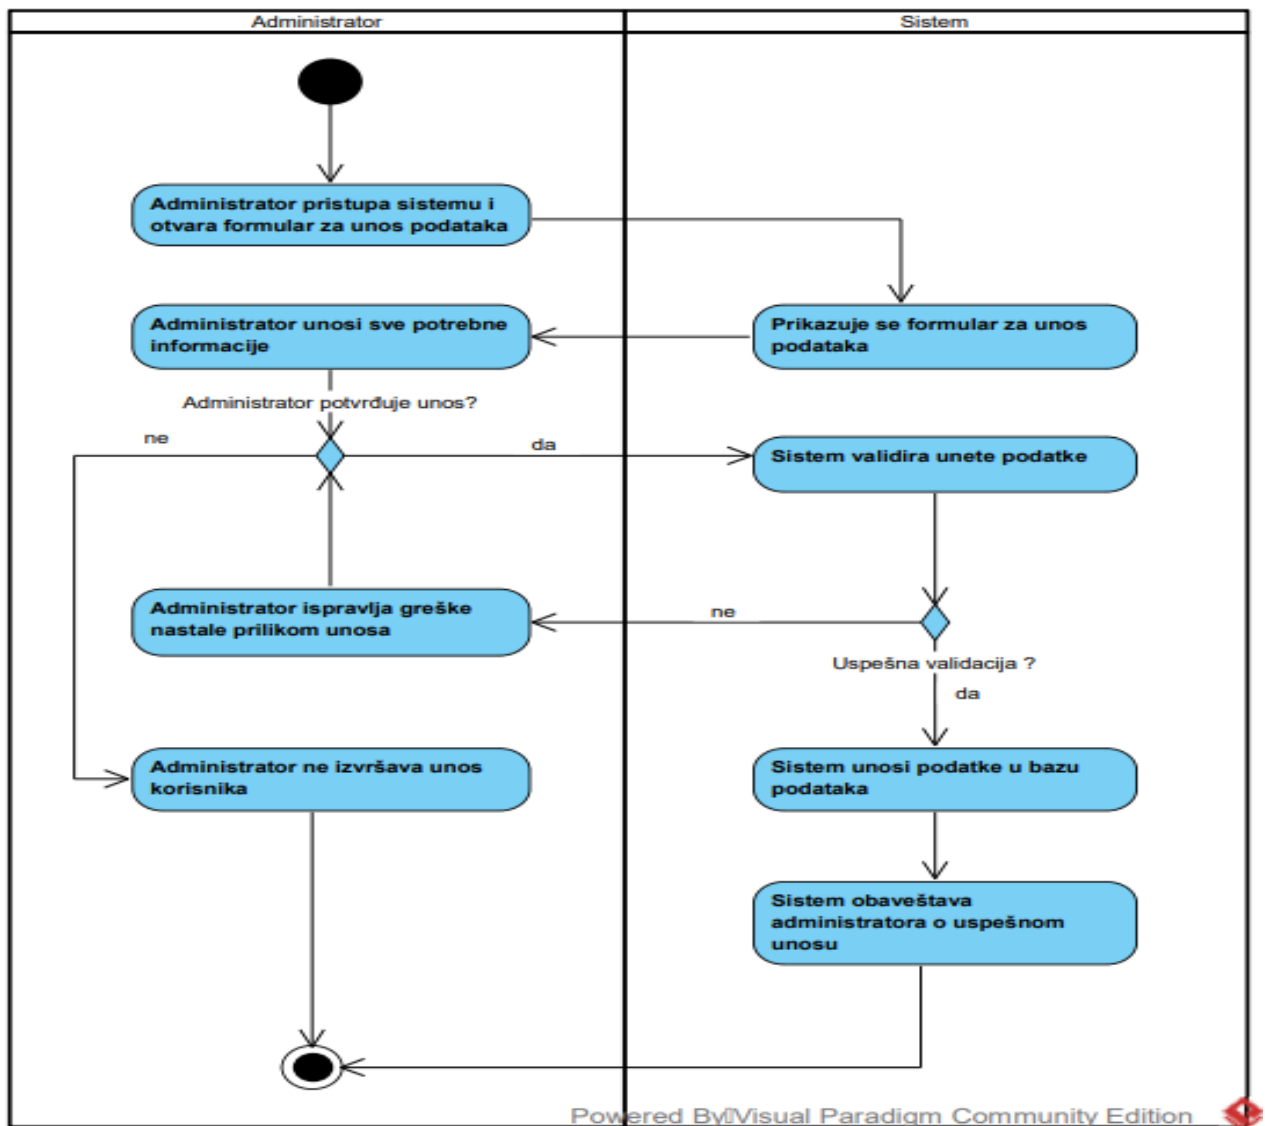 Administrator
Sistem
Administrator pristupa sistemu i
otvara formular za unos podataka
Administrator unosi sve potrebne
informacije
Prikazuje se formular za unos
podataka
Administrator potvrđuje unos?
ne
da
Sistem validira unete podatke
Administrator ispravlja greške
nastale prilikom unosa
ne
Uspešna validacija ?
da
Administrator ne izvršava unos
korisnika
Sistem unosi podatke u bazu
podataka
Sistem obaveštava
administratora o uspešnom
unosu
Powered By Visual Paradigm Community Edition